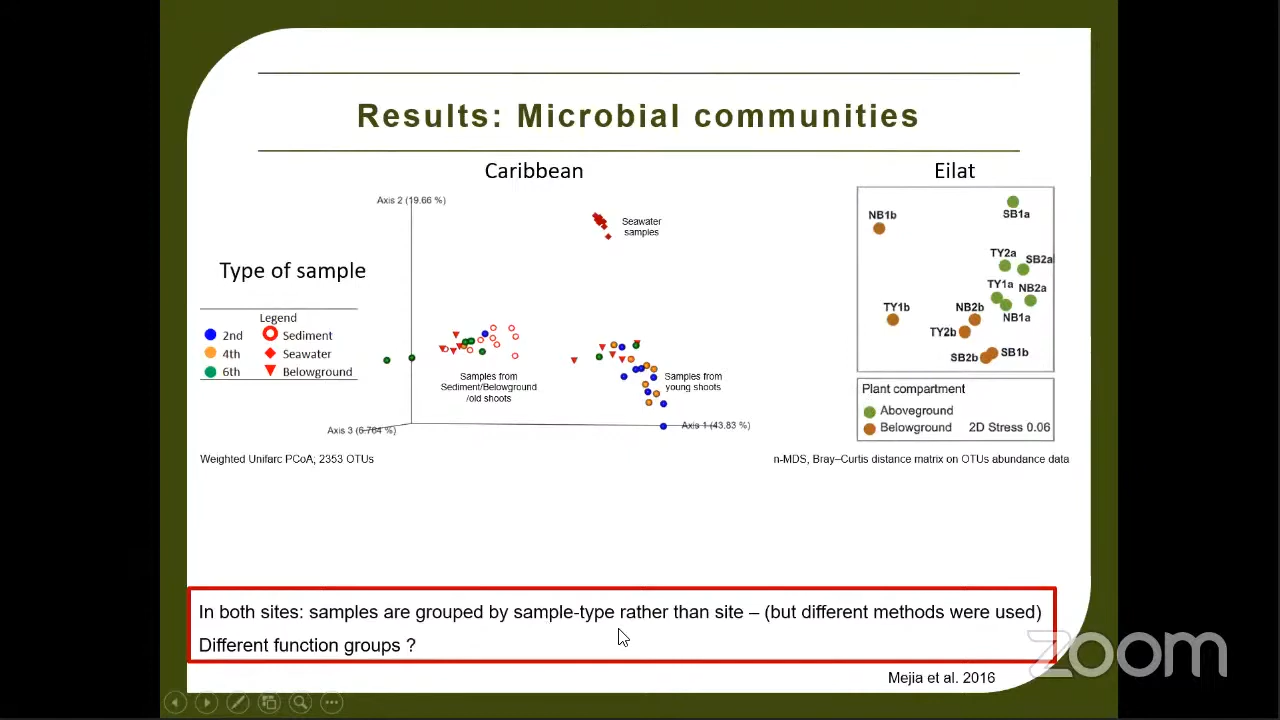 Results: Microbial communities
Caribbean
Eilat
Axis 2 (19.66 %)
Seawater
samples
Type of sample
Legend
2nd
Sediment
4th
Seawater
6th
Belowground
Samples from
Sediment/Belowground
/old shoots
Samples from
young shoots
Axis 3 (6.764 %)
Axis 1 (43.83 %)
Weighted Unifarc PCoA; 2353 OTUs
NB1b
SB1a
TY2a
SB2a
TY1a
NB2a
TY1b
NB2b
NB1a
TY2b
SB2b
SB1b
Plant compartment
Aboveground
Belowground
2D Stress 0.06
n-MDS, Bray–Curtis distance matrix on OTUs abundance data
In both sites: samples are grouped by sample-type rather than site – (but different methods were used)
Different function groups ?
zoom
Mejia et al. 2016